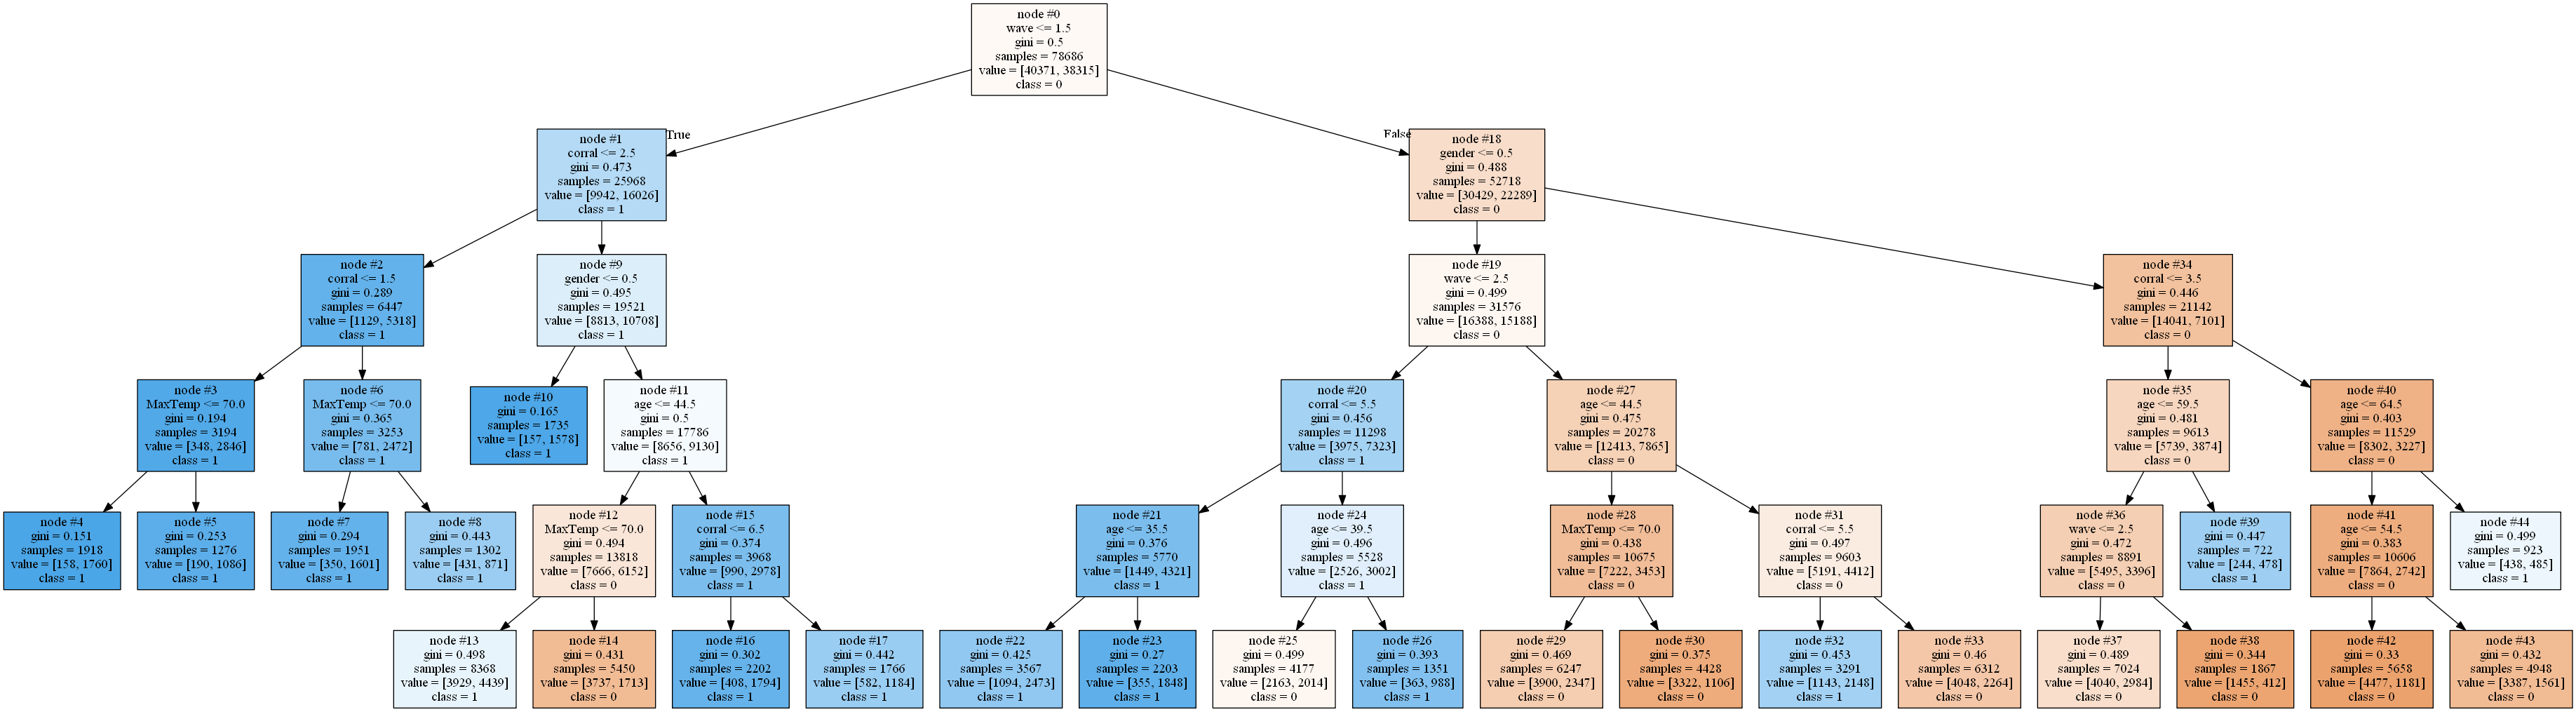 node #0
wave <= 1.5
gini = 0.5
samples = 78686
value = [40371, 38315]
class = 0
True
False
node #1
corral <= 2.5
gini = 0.473
samples = 25968
value = [9942, 16026]
class = 1
node #18
gender <= 0.5
gini = 0.488
samples = 52718
value = [30429, 22289]
class = 0
node #2
corral <= 1.5
gini = 0.289
samples = 6447
value = [1129, 5318]
class = 1
node #9
gender <= 0.5
gini = 0.495
samples = 19521
value = [8813, 10708]
class = 1
node #19
wave <= 2.5
gini = 0.499
samples = 31576
value = [16388, 15188]
class = 0
node #34
corral <= 3.5
gini = 0.446
samples = 21142
value = [14041, 7101]
class = 0
node #3
MaxTemp <= 70.0
gini = 0.194
samples = 3194
value = [348, 2846]
class = 1
node #6
MaxTemp <= 70.0
gini = 0.365
samples = 3253
value = [781, 2472]
class = 1
node #10
gini = 0.165
samples = 1735
value = [157, 1578]
class = 1
node #11
age <= 44.5
gini = 0.5
samples = 17786
value = [8656, 9130]
class = 1
node #20
corral <= 5.5
gini = 0.456
samples = 11298
value = [3975, 7323]
class = 1
node #27
age <= 44.5
gini = 0.475
samples = 20278
value = [12413, 7865]
class = 0
node #35
age <= 59.5
gini = 0.481
samples = 9613
value = [5739, 3874]
class = 0
node #40
age <= 64.5
gini = 0.403
samples = 11529
value = [8302, 3227]
class = 0
node #4
gini = 0.151
samples = 1918
value = [158, 1760]
class = 1
node #5
gini = 0.253
samples = 1276
value = [190, 1086]
class = 1
node #7
gini = 0.294
samples = 1951
value = [350, 1601]
class = 1
node #8
gini = 0.443
samples = 1302
value = [431, 871]
class = 1
node #12
MaxTemp <= 70.0
gini = 0.494
samples = 13818
value = [7666, 6152]
class = 0
node #15
corral <= 6.5
gini = 0.374
samples = 3968
value = [990, 2978]
class = 1
node #21
age <= 35.5
gini = 0.376
samples = 5770
value = [1449, 4321]
class = 1
node #24
age <= 39.5
gini = 0.496
samples = 5528
value = [2526, 3002]
class = 1
node #28
MaxTemp <= 70.0
gini = 0.438
samples = 10675
value = [7222, 3453]
class = 0
node #31
corral <= 5.5
gini = 0.497
samples = 9603
value = [5191, 4412]
class = 0
node #36
wave <= 2.5
gini = 0.472
samples = 8891
value = [5495, 3396]
class = 0
node #39
gini = 0.447
samples = 722
value = [244, 478]
class = 1
node #41
age <= 54.5
gini = 0.383
samples = 10606
value = [7864, 2742]
class = 0
node #44
gini = 0.499
samples = 923
value = [438, 485]
class = 1
node #13
gini = 0.498
samples = 8368
value = [3929, 4439]
class = 1
node #14
gini = 0.431
samples = 5450
value = [3737, 1713]
class = 0
node #16
gini = 0.302
samples = 2202
value = [408, 1794]
class = 1
node #17
gini = 0.442
samples = 1766
value = [582, 1184]
class = 1
node #22
gini = 0.425
samples = 3567
value = [1094, 2473]
class = 1
node #23
gini = 0.27
samples = 2203
value = [355, 1848]
class = 1
node #25
gini = 0.499
samples = 4177
value = [2163, 2014]
class = 0
node #26
gini = 0.393
samples = 1351
value = [363, 988]
class = 1
node #29
gini = 0.469
samples = 6247
value = [3900, 2347]
class = 0
node #30
gini = 0.375
samples = 4428
value = [3322, 1106]
class = 0
node #32
gini = 0.453
samples = 3291
value = [1143, 2148]
class = 1
node #33
gini = 0.46
samples = 6312
value = [4048, 2264]
class = 0
node #37
gini = 0.489
samples = 7024
value = [4040, 2984]
class = 0
node #38
gini = 0.344
samples = 1867
value = [1455, 412]
class = 0
node #42
gini = 0.33
samples = 5658
value = [4477, 1181]
class = 0
node #43
gini = 0.432
samples = 4948
value = [3387, 1561]
class = 0